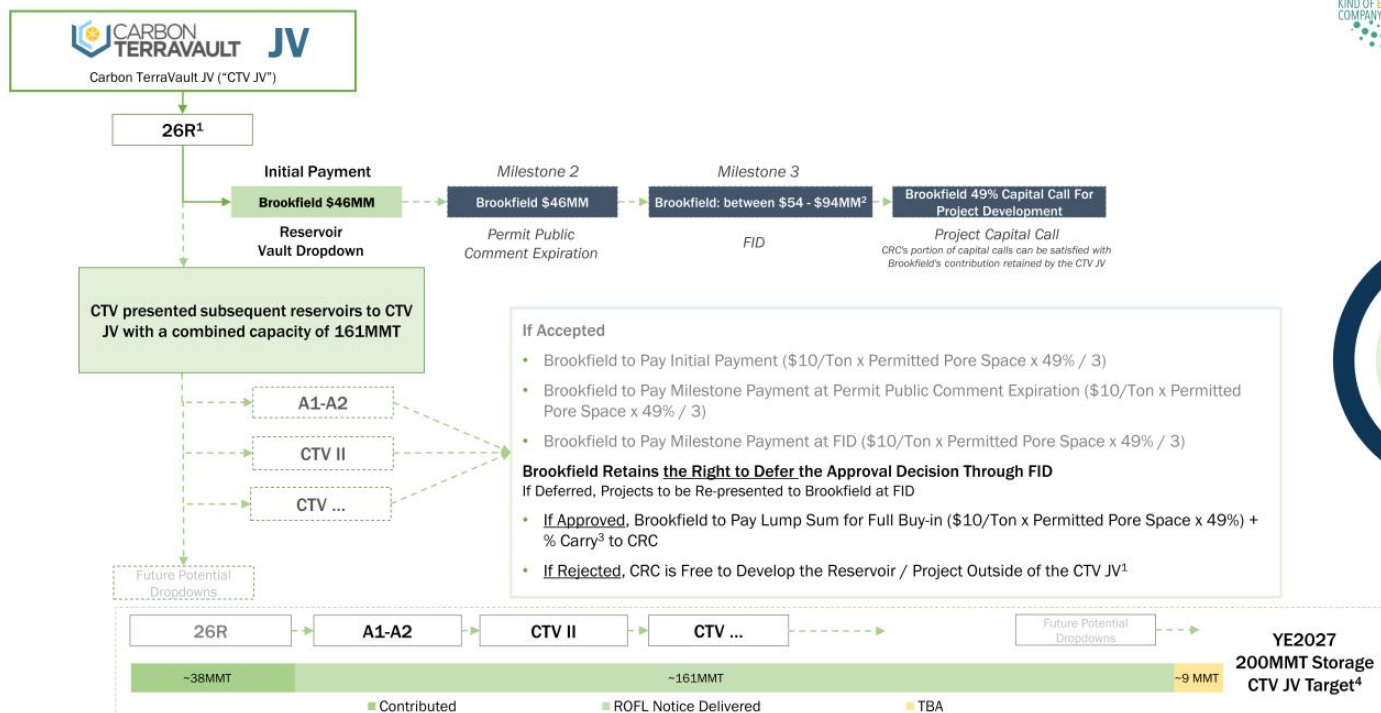 KIND OF E
COMPANY
CARBON
TERRAVAULT
JV
Carbon TerraVault JV ("CTV JV")
26R¹
Initial Payment
Milestone 2
Milestone 3
Brookfield $46MM
Brookfield $46MM
Brookfield: between $54 - $94MM²
Brookfield 49% Capital Call For
Project Development
Reservoir
Vault Dropdown
Permit Public
Comment Expiration
FID
Project Capital Call
CRC's portion of capital calls can be satisfied with
Brookfield's contribution retained by the CTV JV
CTV presented subsequent reservoirs to CTV
JV with a combined capacity of 161MMT
A1-A2
CTV II
CTV ...
Future Potential
Dropdowns
If Accepted
• Brookfield to Pay Initial Payment ($10/Ton x Permitted Pore Space x 49% / 3)
• Brookfield to Pay Milestone Payment at Permit Public Comment Expiration ($10/Ton x Permitted
Pore Space x 49% / 3)
• Brookfield to Pay Milestone Payment at FID ($10/Ton x Permitted Pore Space x 49% / 3)
Brookfield Retains the Right to Defer the Approval Decision Through FID
If Deferred, Projects to be Re-presented to Brookfield at FID
• If Approved, Brookfield to Pay Lump Sum for Full Buy-in ($10/Ton x Permitted Pore Space x 49%) +
% Carry³ to CRC
• If Rejected, CRC is Free to Develop the Reservoir / Project Outside of the CTV JV¹
26R
A1-A2
CTV II
CTV ...
Future Potential
Dropdowns
YE2027
200MMT Storage
CTV JV Target⁴
~38MMT
~161MMT
~9 MMT
Contributed
ROFL Notice Delivered
TBA